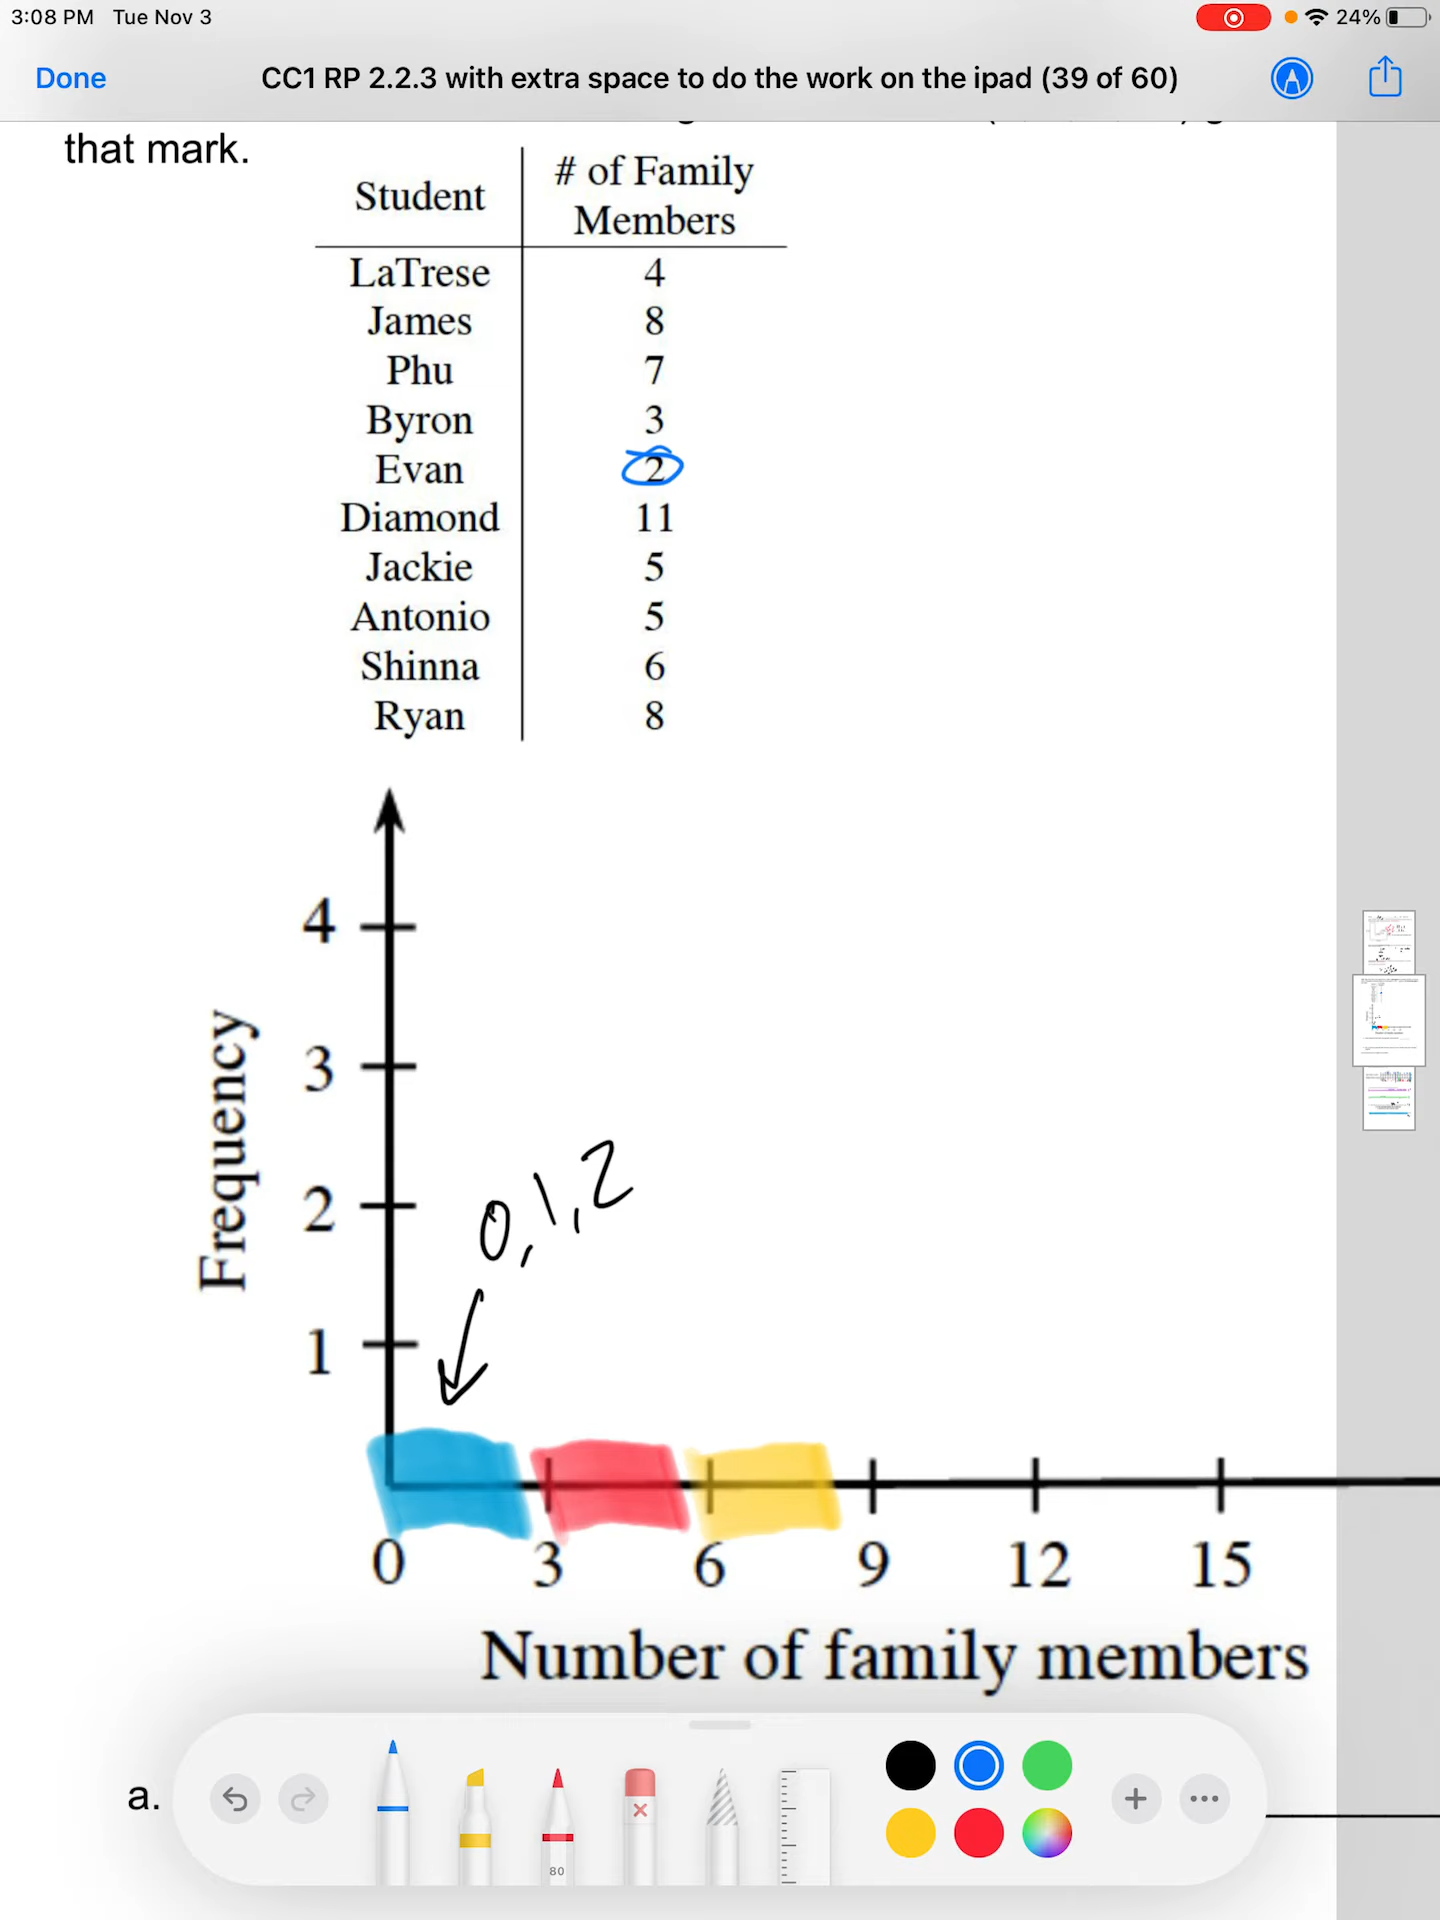 3:08 PM Tue Nov 3
24%
Done
CC1 RP 2.2.3 with extra space to do the work on the ipad (39 of 60)
that mark.
Student # of Family Members
LaTrese 4
James 8
Phu 7
Byron 3
Evan 2
Diamond 11
Jackie 5
Antonio 5
Shinna 6
Ryan 8
4
3
2
1
Frequency
0,1,2
0 3 6 9 12 15
Number of family members
a.
80